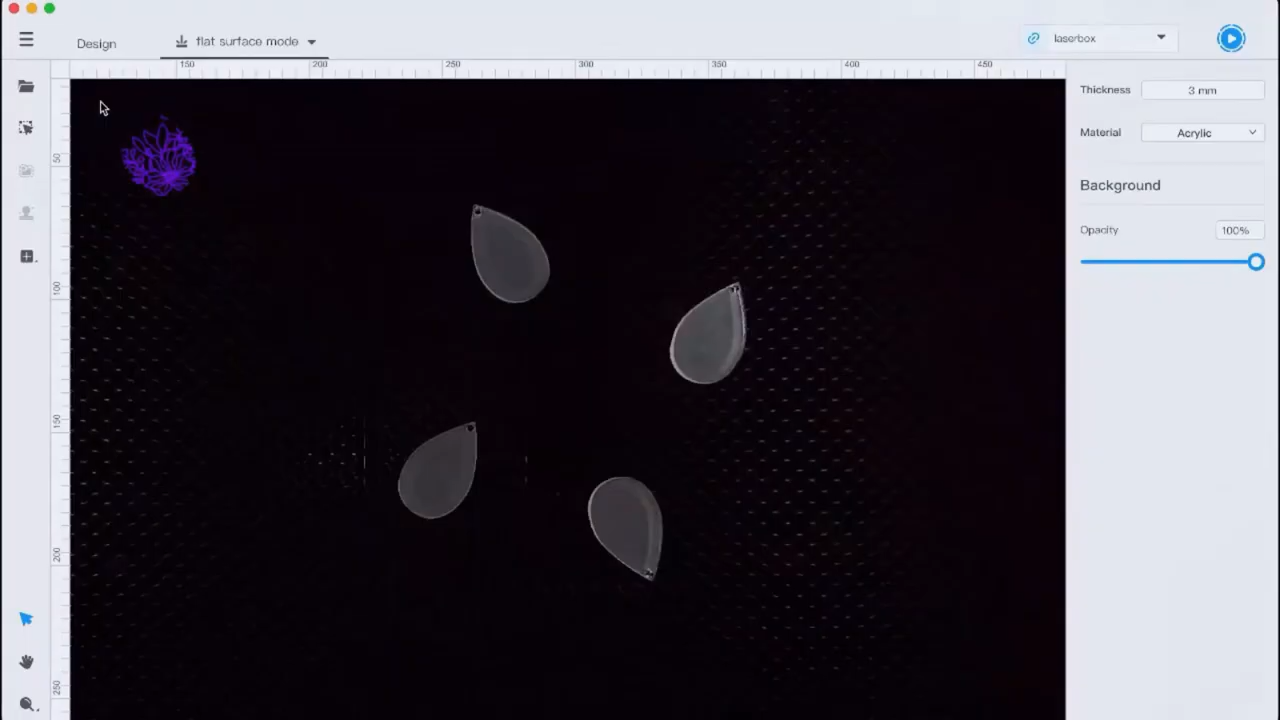 Design
flat surface mode
laserbox
150
200
250
300
350
400
450
50
100
150
200
250
Thickness
3 mm
Material
Acrylic
Background
Opacity
100%